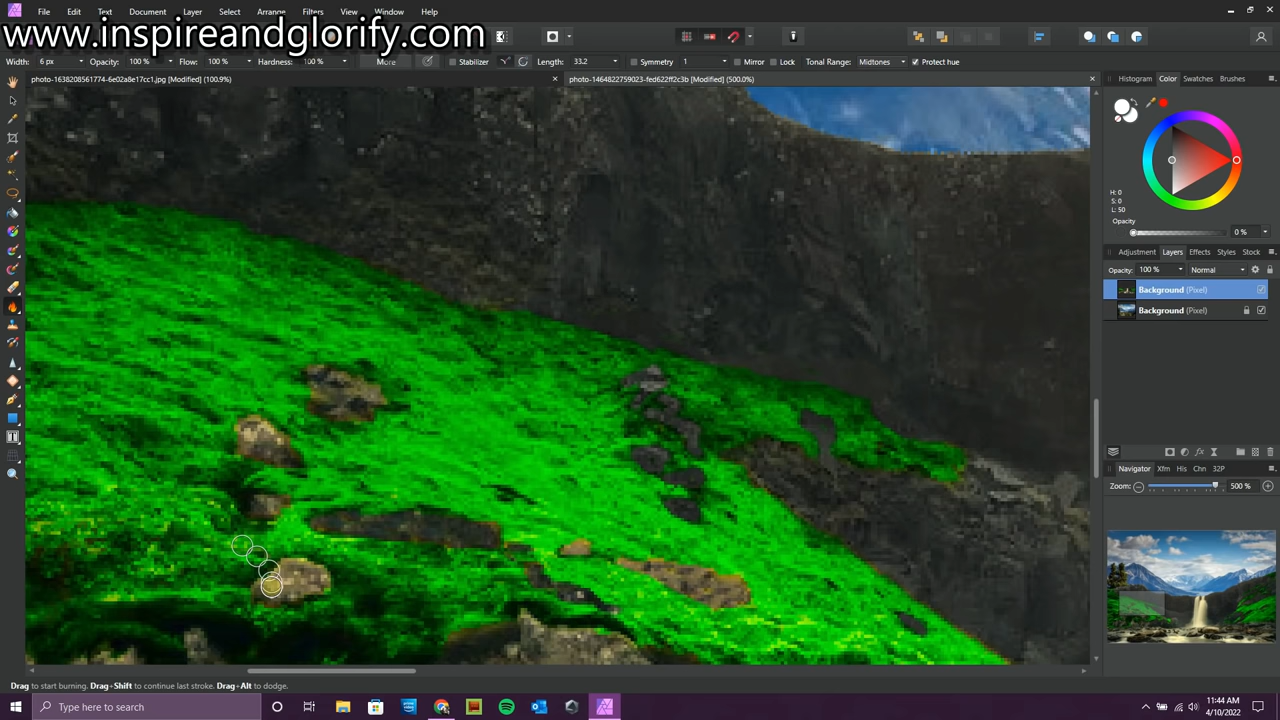 File Edit Text Document Layer Select Arrange Filters View Window Help
www.inspireandglorify.com
Width: 6 px Opacity: 100 % Flow: 100 % Hardness: 100 % More Stabilizer Length: 33.2 Symmetry 1 Mirror Lock Tonal Range: Midtones Protect hue
photo-1638208561774-6e02a8e17cc1.jpg [Modified] (100.9%) photo-1464822759023-fed622ff2c3b [Modified] (500.0%)
Histogram Color Swatches Brushes
H: 0
S: 0
L: 50
Opacity
0 %
Adjustment Layers Effects Styles Stock
Opacity: 100 % Normal
Background (Pixel)
Background (Pixel)
Navigator Xfm His Chn 32P
Zoom: 500 %
Drag to start burning. Drag+Shift to continue last stroke. Drag+Alt to dodge.
Type here to search
11:44 AM
4/10/2022